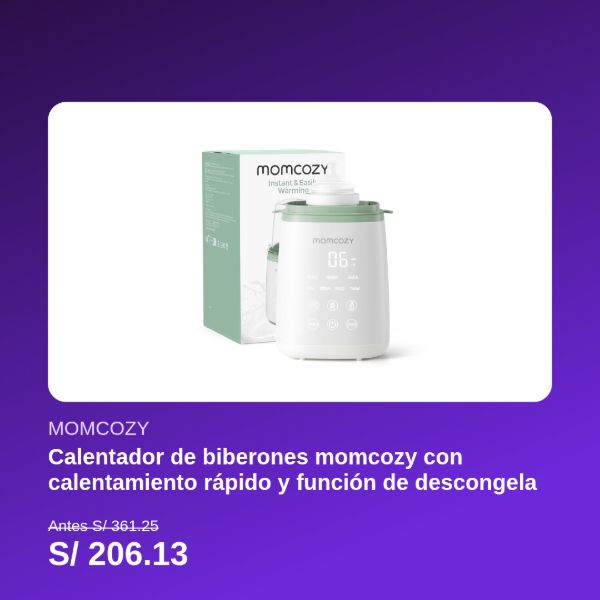 momcozy
Instant & Easily
Warming
momcozy
06
MOMCOZY
Calentador de biberones momcozy con
calentamiento rápido y función de descongela
Antes S/ 361.25
S/ 206.13